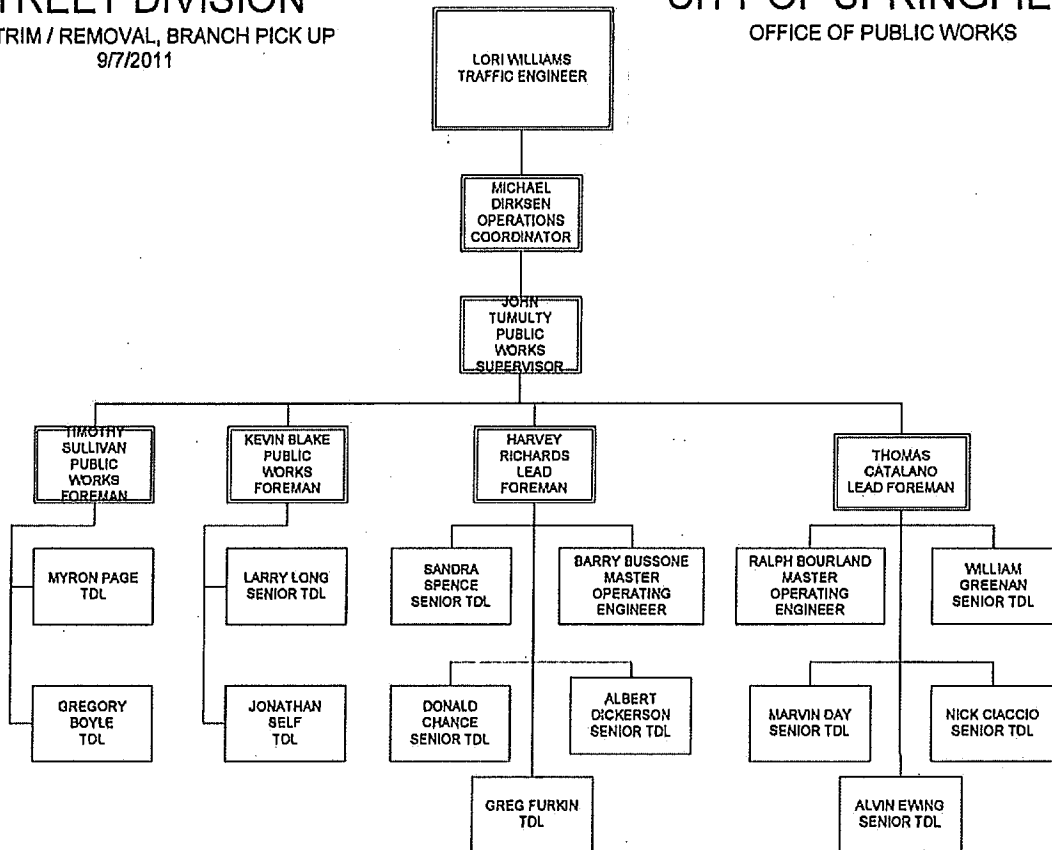 TREET DIVISION
TRIM / REMOVAL, BRANCH PICK UP
9/7/2011
CITY OF SPRINGFIE
OFFICE OF PUBLIC WORKS
LORI WILLIAMS
TRAFFIC ENGINEER
MICHAEL
DIRKSEN
OPERATIONS
COORDINATOR
JOHN
TUMULTY
PUBLIC
WORKS
SUPERVISOR
TIMOTHY
SULLIVAN
PUBLIC
WORKS
FOREMAN
KEVIN BLAKE
PUBLIC
WORKS
FOREMAN
HARVEY
RICHARDS
LEAD
FOREMAN
THOMAS
CATALANO
LEAD FOREMAN
MYRON PAGE
TDL
LARRY LONG
SENIOR TDL
SANDRA
SPENCE
SENIOR TDL
BARRY BUSSONE
MASTER
OPERATING
ENGINEER
RALPH BOURLAND
MASTER
OPERATING
ENGINEER
WILLIAM
GREENAN
SENIOR TDL
GREGORY
BOYLE
TDL
JONATHAN
SELF
TDL
DONALD
CHANCE
SENIOR TDL
ALBERT
DICKERSON
SENIOR TDL
MARVIN DAY
SENIOR TDL
NICK CIACCIO
SENIOR TDL
GREG FURKIN
TDL
ALVIN EWING
SENIOR TDL